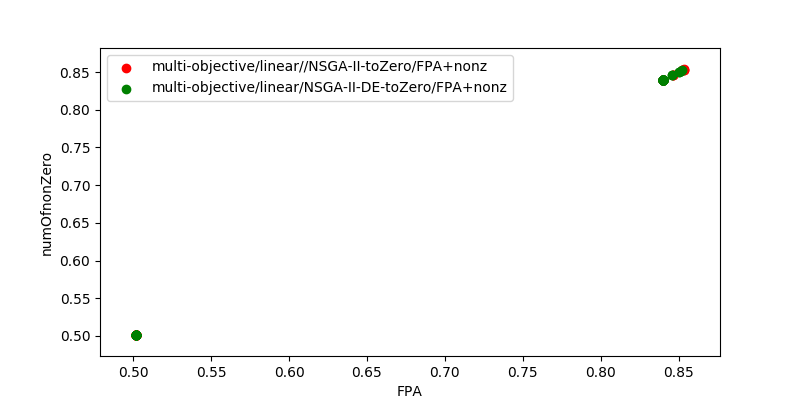 multi-objective/linear//NSGA-II-toZero/FPA+nonz
multi-objective/linear/NSGA-II-DE-toZero/FPA+nonz
numOfnonZero
0.85
0.80
0.75
0.70
0.65
0.60
0.55
0.50
0.50 0.55 0.60 0.65 0.70 0.75 0.80 0.85
FPA